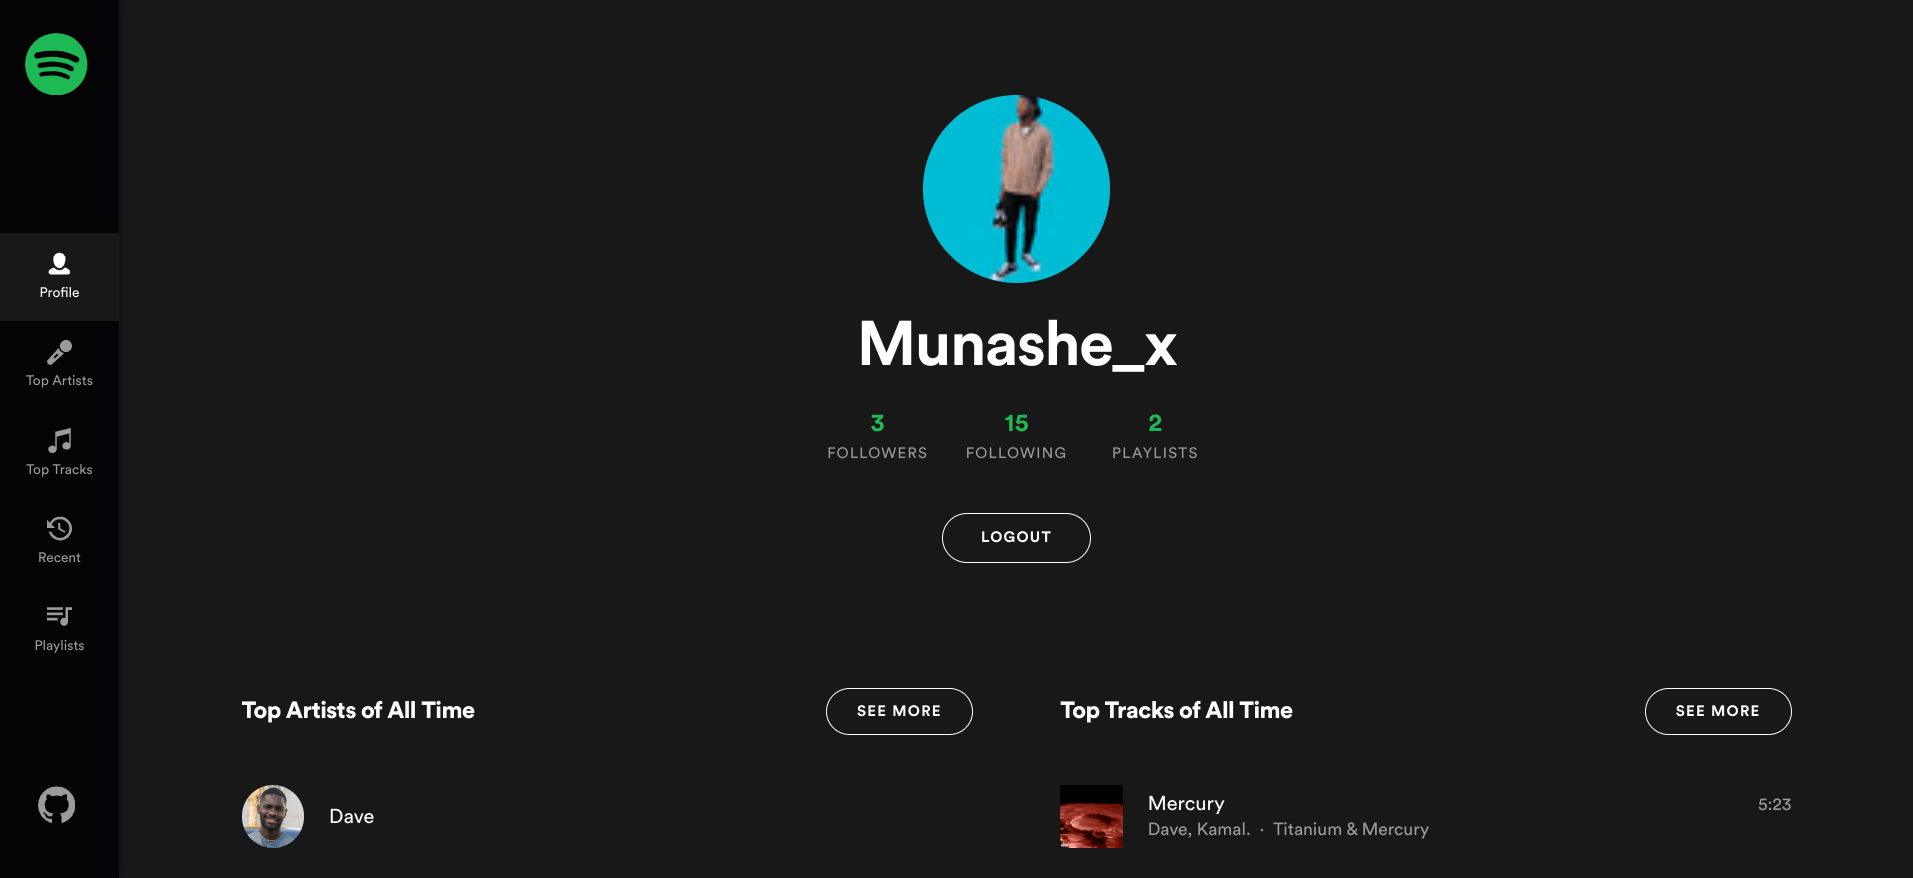 Profile
Top Artists
Top Tracks
Recent
Playlists
Munashe_x
3 15 2
FOLLOWERS FOLLOWING PLAYLISTS
LOGOUT
Top Artists of All Time
SEE MORE
Dave
Top Tracks of All Time
SEE MORE
Mercury
5:23
Dave, Kamal. · Titanium & Mercury